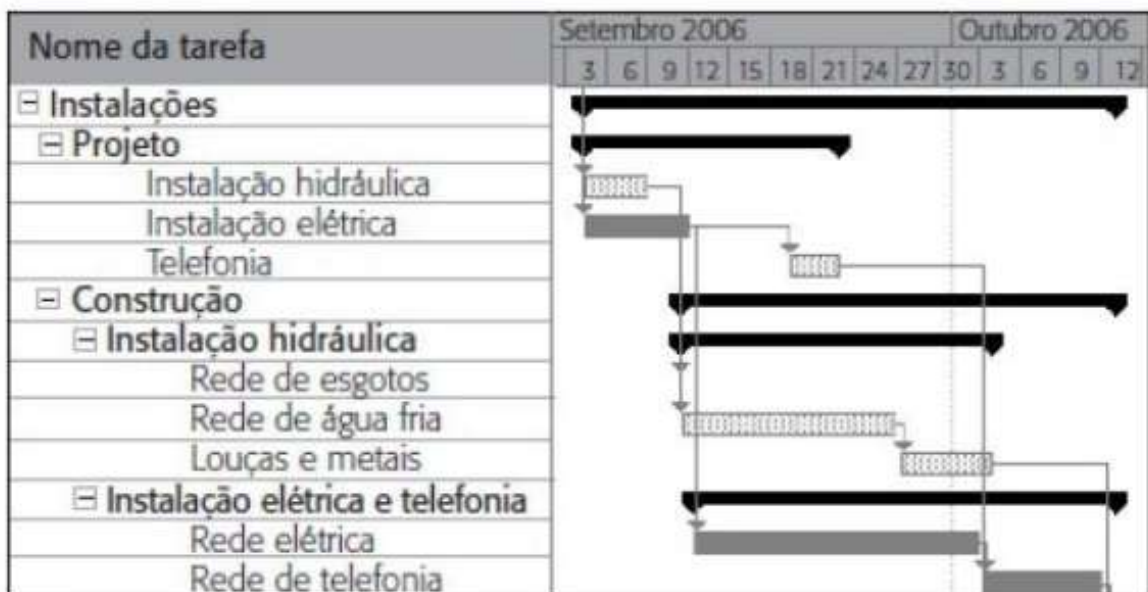 Nome da tarefa
Setembro 2006 Outubro 2006
3 6 9 12 15 18 21 24 27 30 3 6 9 12
Instalações
Projeto
Instalação hidráulica
Instalação elétrica
Telefonia
Construção
Instalação hidráulica
Rede de esgotos
Rede de água fria
Louças e metais
Instalação elétrica e telefonia
Rede elétrica
Rede de telefonia